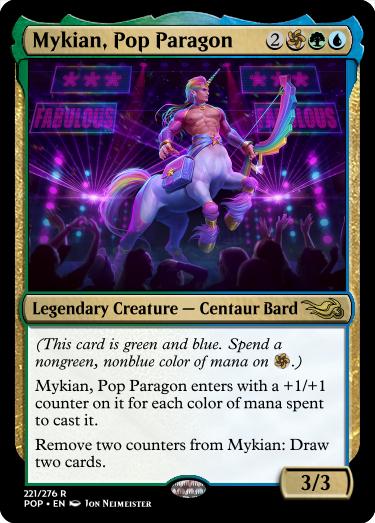 Mykian, Pop Paragon 2
***
***
FABULOUS
FABULOUS
Legendary Creature — Centaur Bard
(This card is green and blue. Spend a
nongreen, nonblue color of mana on .)
Mykian, Pop Paragon enters with a +1/+1
counter on it for each color of mana spent
to cast it.
Remove two counters from Mykian: Draw
two cards.
3/3
221/276 R
POP • EN Jon Neimeister